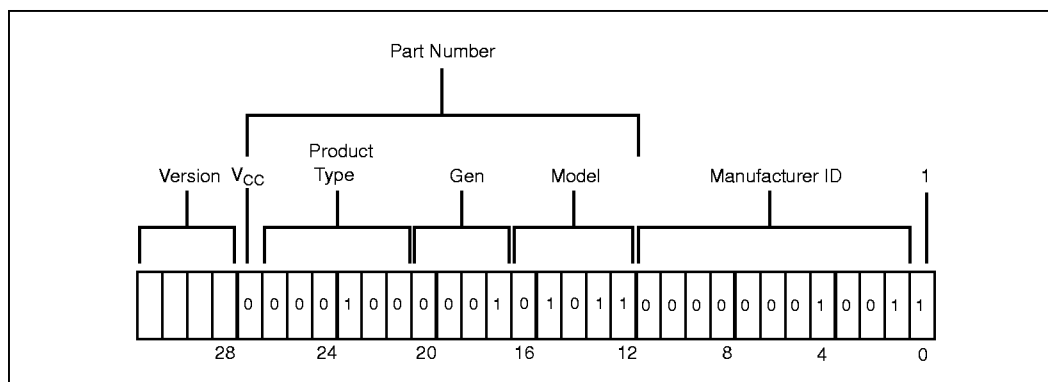 Part Number
Product
Version VCC Type Gen Model Manufacturer ID 1
0 0 0 0 1 0 0 0 0 0 1 0 1 0 1 1 0 0 0 0 0 0 0 1 0 0 1 1
28 24 20 16 12 8 4 0